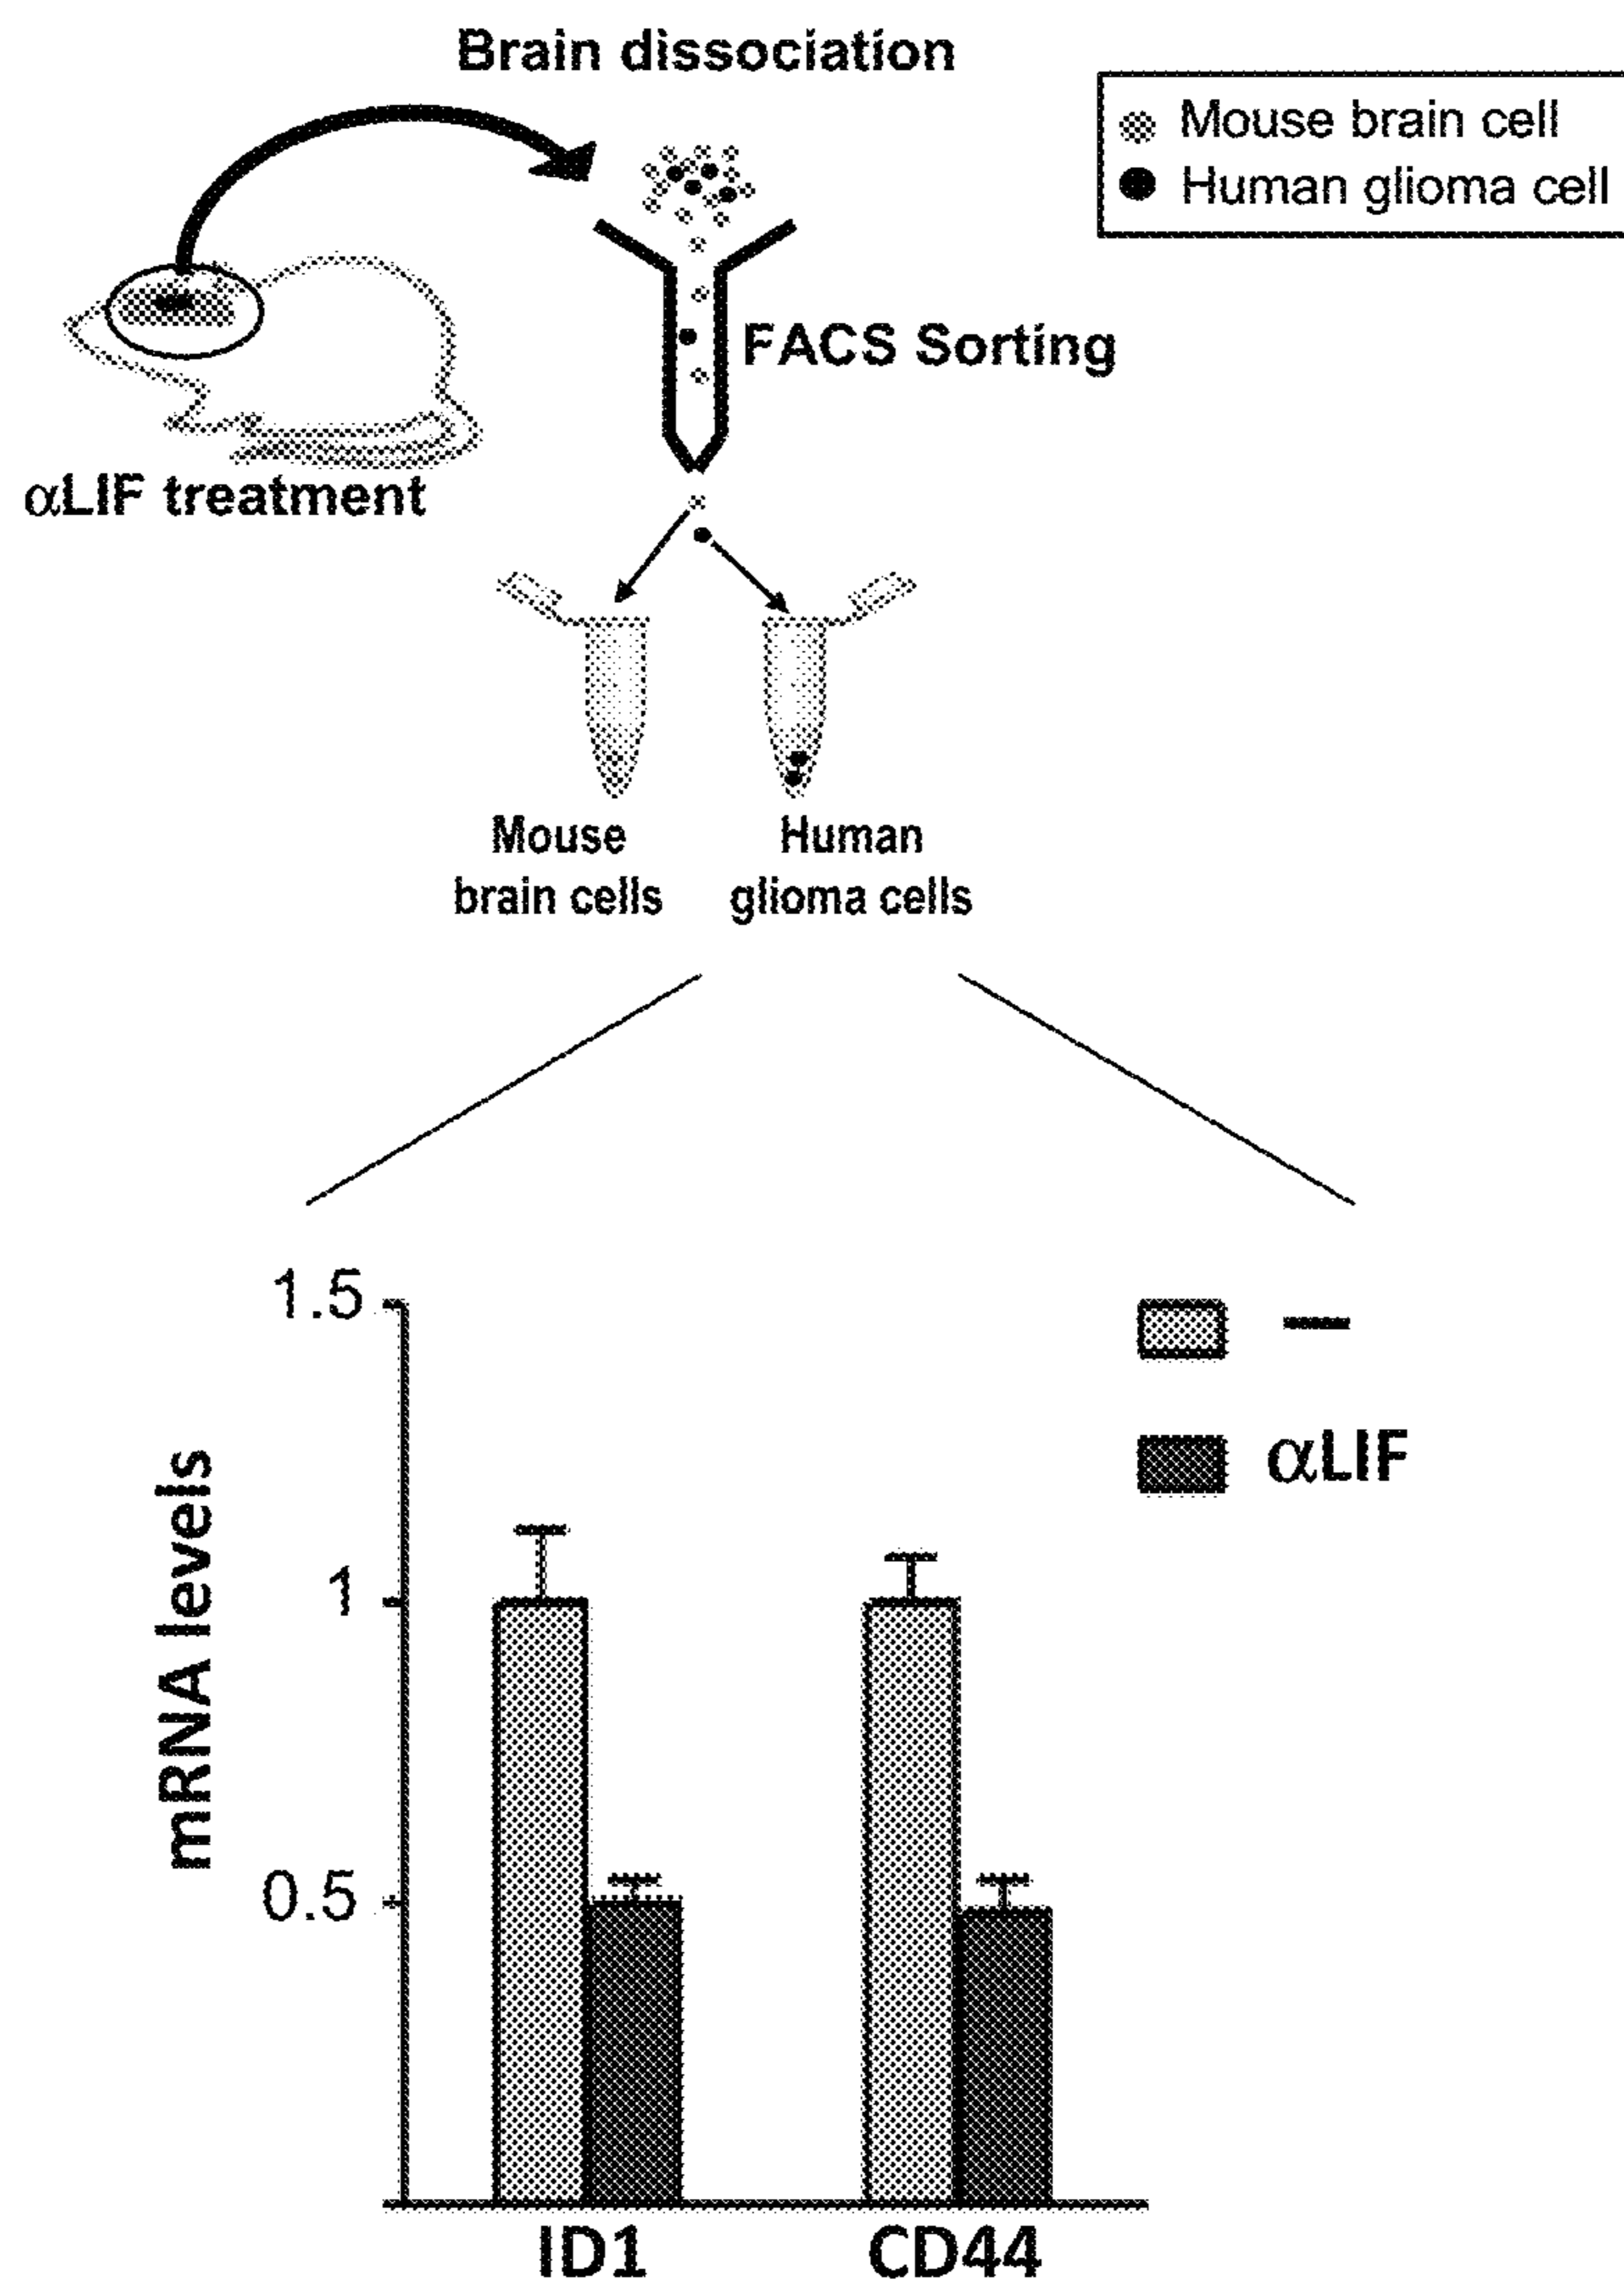 Brain dissociation
Mouse brain cell
Human glioma cell
FACS Sorting
αLIF treatment
Mouse
brain cells
Human
glioma cells
1.5
1
0.5
mRNA levels
–
αLIF
ID1
CD44